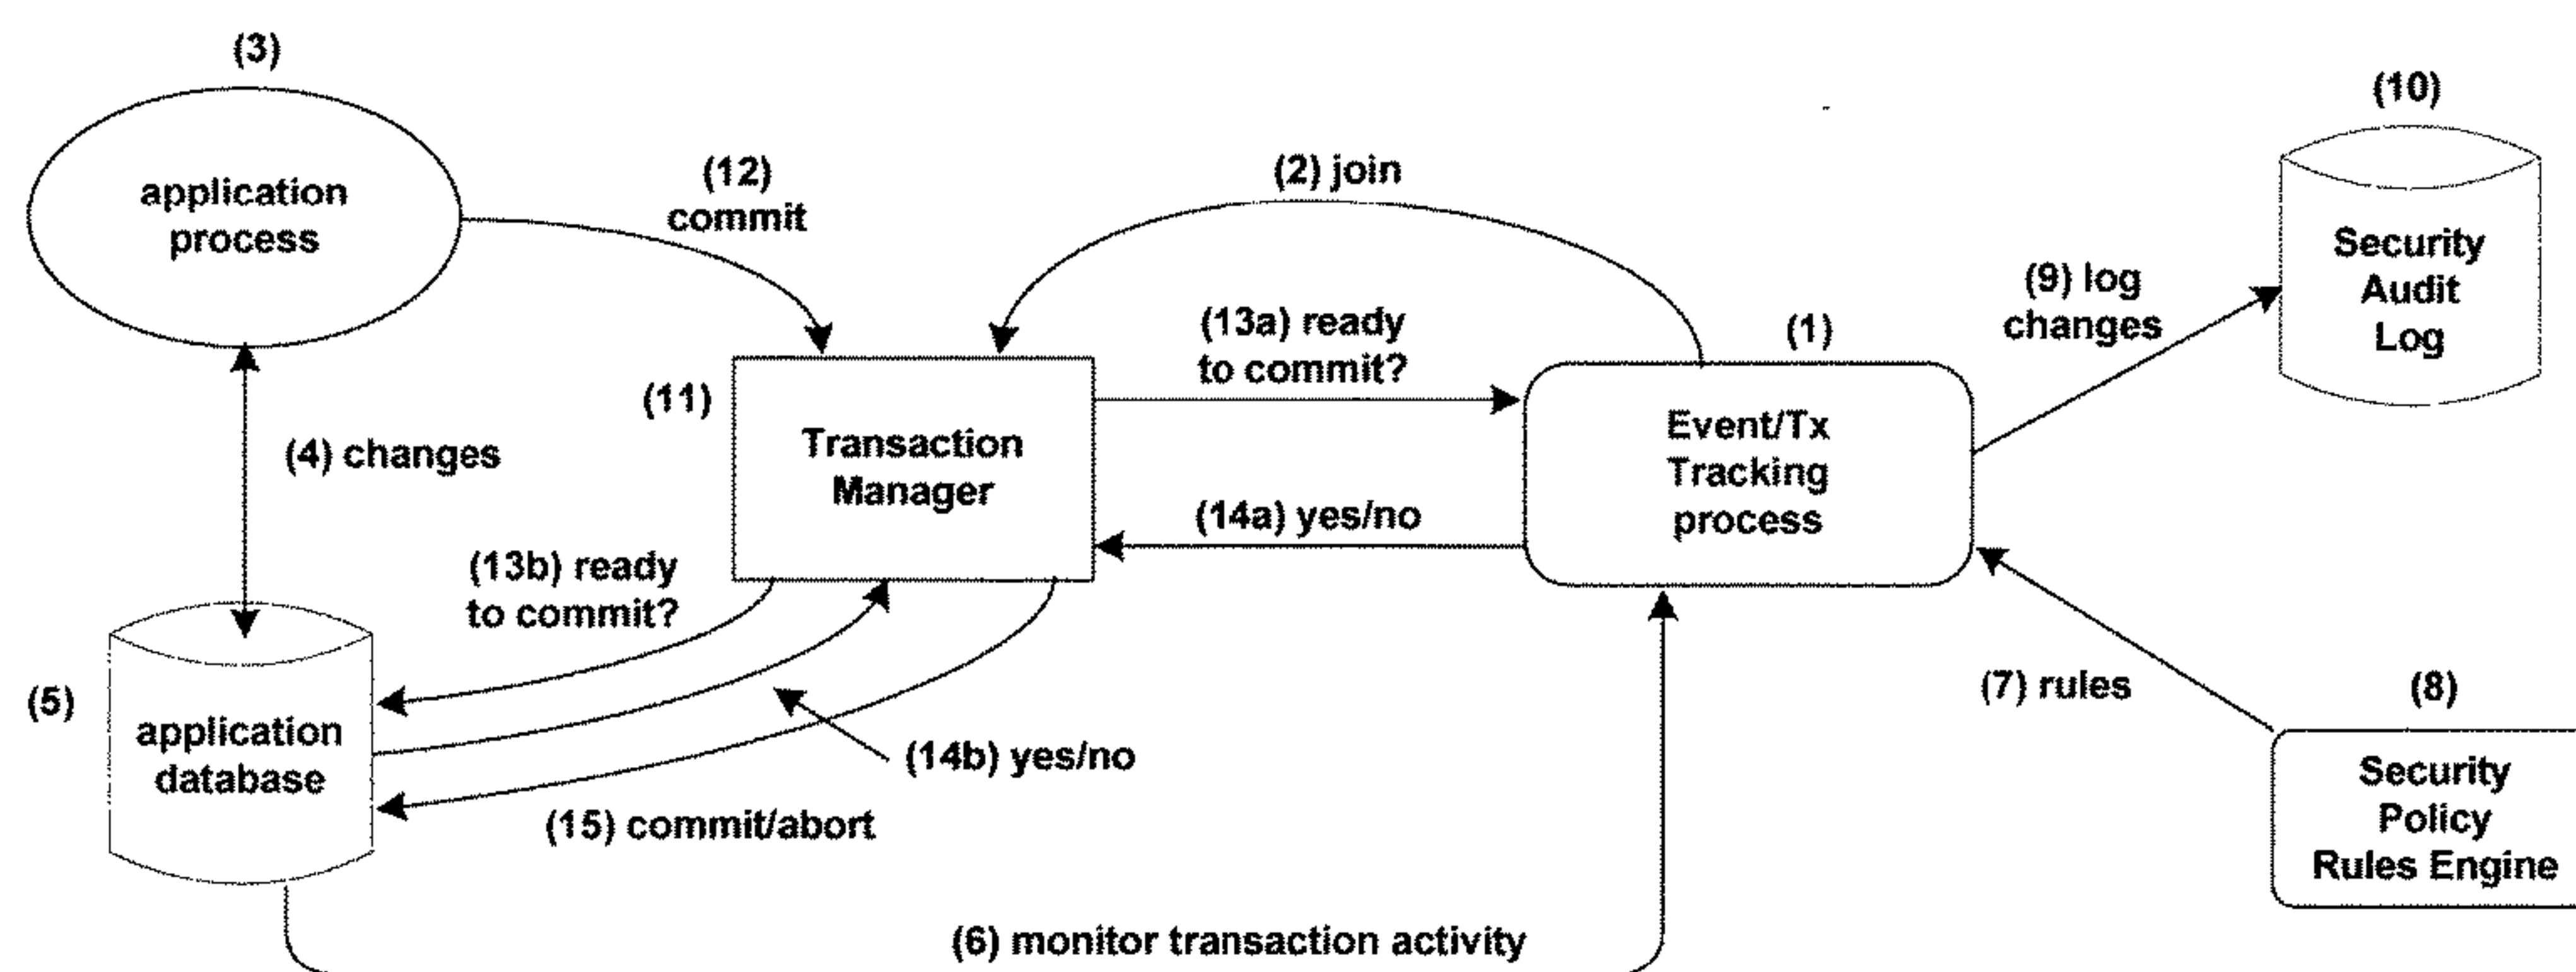 (3)
application
process
(12)
commit
(2) join
(10)
Security
Audit
Log
(9) log
changes
(13a) ready
to commit?
(1)
(11)
Transaction
Manager
Event/Tx
Tracking
process
(4) changes
(14a) yes/no
(13b) ready
to commit?
(5)
application
database
(14b) yes/no
(15) commit/abort
(7) rules
(8)
Security
Policy
Rules Engine
(6) monitor transaction activity